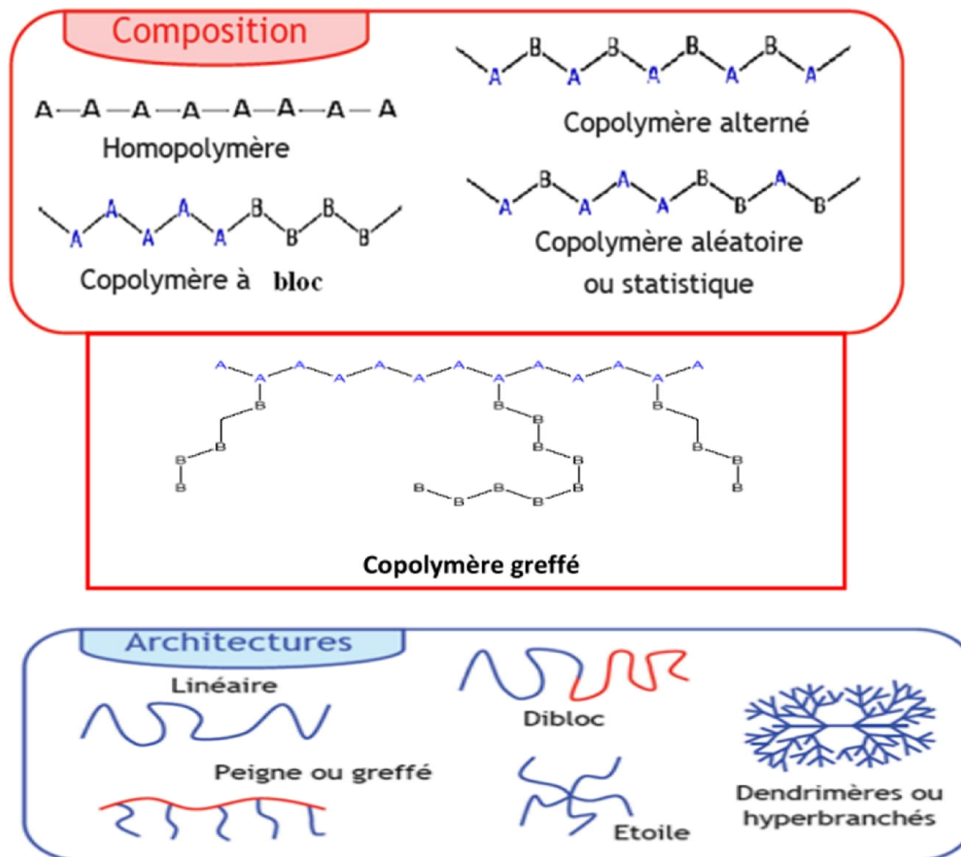 Composition
A—A—A—A—A—A—A—A
Homopolymère
A A A A A B B B B
Copolymère à bloc
A B A B A B A B A
Copolymère alterné
A B A A A B B A B
Copolymère aléatoire
ou statistique
A A A A A A A A A A A A A
B B B
B B B B
B B B B B
B B B B B B B
Copolymère greffé
Architectures
Linéaire
Dibloc
Peigne ou greffé
Etoile
Dendrimères ou
hyperbranchés